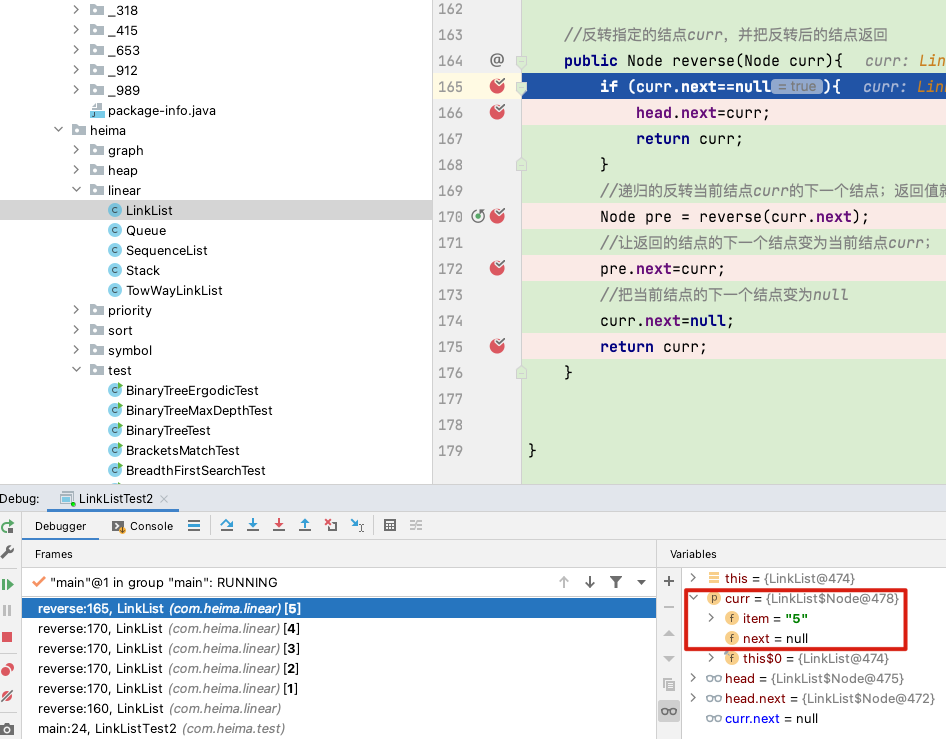 _318
_415
_653
_912
_989
package-info.java
heima
graph
heap
linear
LinkList
Queue
SequenceList
Stack
TowWayLinkList
priority
sort
symbol
test
BinaryTreeErgodicTest
BinaryTreeMaxDepthTest
BinaryTreeTest
BracketsMatchTest
BreadthFirstSearchTest
162
163 //反转指定的结点curr，并把反转后的结点返回
164 @ public Node reverse(Node curr){ curr: Lin
165 if (curr.next==null = true ){ curr: Lin
166 head.next=curr;
167 return curr;
168 }
169 //递归的反转当前结点curr的下一个结点；返回值
170 Node pre = reverse(curr.next);
171 //让返回的结点的下一个结点变为当前结点curr；
172 pre.next=curr;
173 //把当前结点的下一个结点变为null
174 curr.next=null;
175 return curr;
176 }
177
178
179 }
Debug: LinkListTest2
Debugger Console
Frames
"main"@1 in group "main": RUNNING
reverse:165, LinkList (com.heima.linear) [5]
reverse:170, LinkList (com.heima.linear) [4]
reverse:170, LinkList (com.heima.linear) [3]
reverse:170, LinkList (com.heima.linear) [2]
reverse:170, LinkList (com.heima.linear) [1]
reverse:160, LinkList (com.heima.linear)
main:24, LinkListTest2 (com.heima.test)
Variables
this = {LinkList@474}
curr = {LinkList$Node@478}
item = "5"
next = null
this$0 = {LinkList@474}
head = {LinkList$Node@475}
head.next = {LinkList$Node@472}
curr.next = null